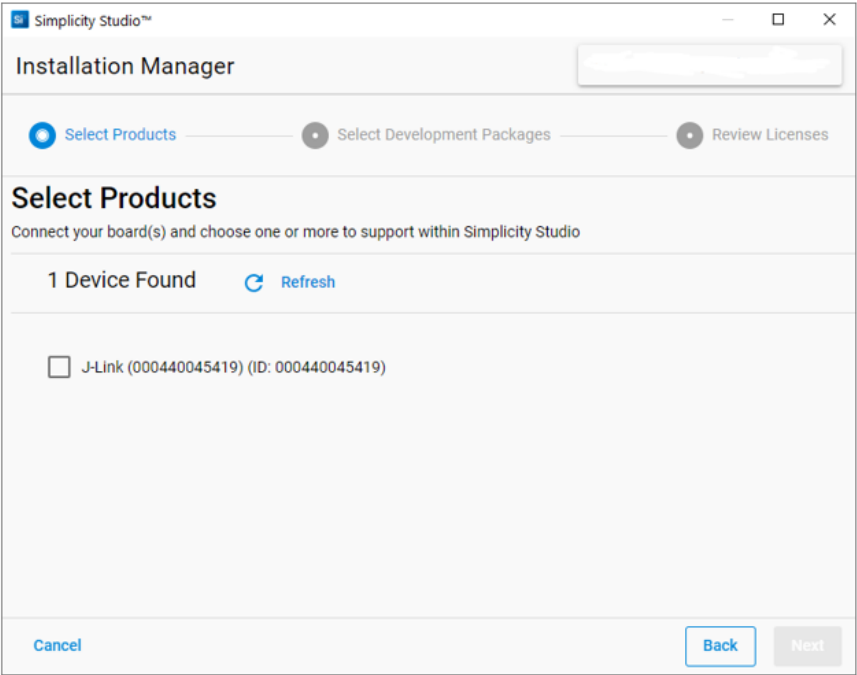 Si Simplicity Studio™
Installation Manager
Select Products
Select Development Packages
Review Licenses
Select Products
Connect your board(s) and choose one or more to support within Simplicity Studio
1 Device Found
Refresh
J-Link (000440045419) (ID: 000440045419)
Cancel
Back
Next